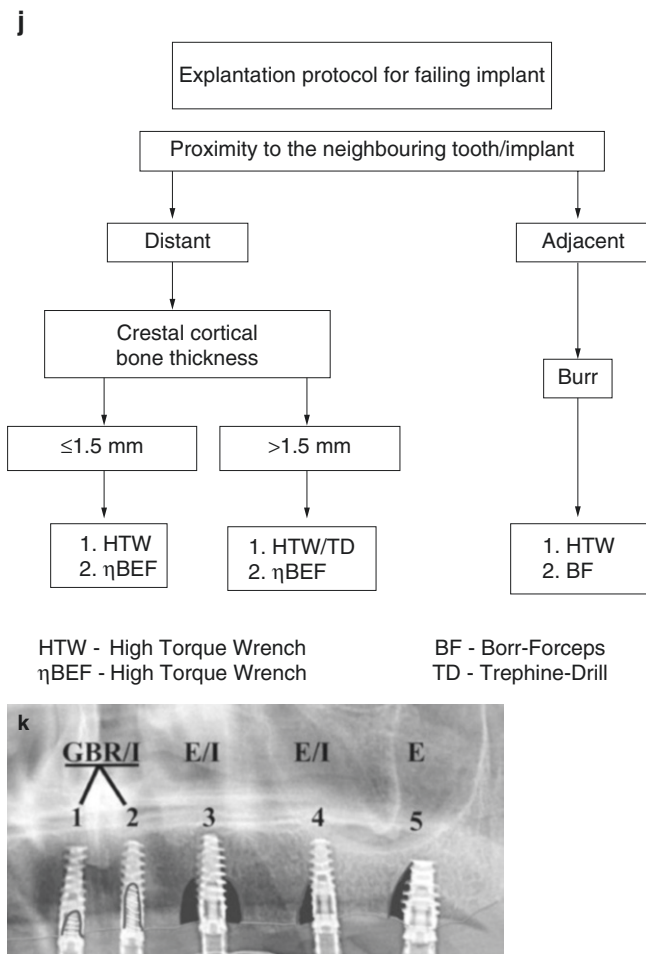 j
Explantation protocol for failing implant
Proximity to the neighbouring tooth/implant
Distant
Adjacent
Crestal cortical
bone thickness
Burr
≤1.5 mm
>1.5 mm
1. HTW
2. ηBEF
1. HTW/TD
2. ηBEF
1. HTW
2. BF
HTW - High Torque Wrench
ηBEF - High Torque Wrench
BF - Borr-Forceps
TD - Trephine-Drill
k
GBR/I E/I E/I E
1 2 3 4 5